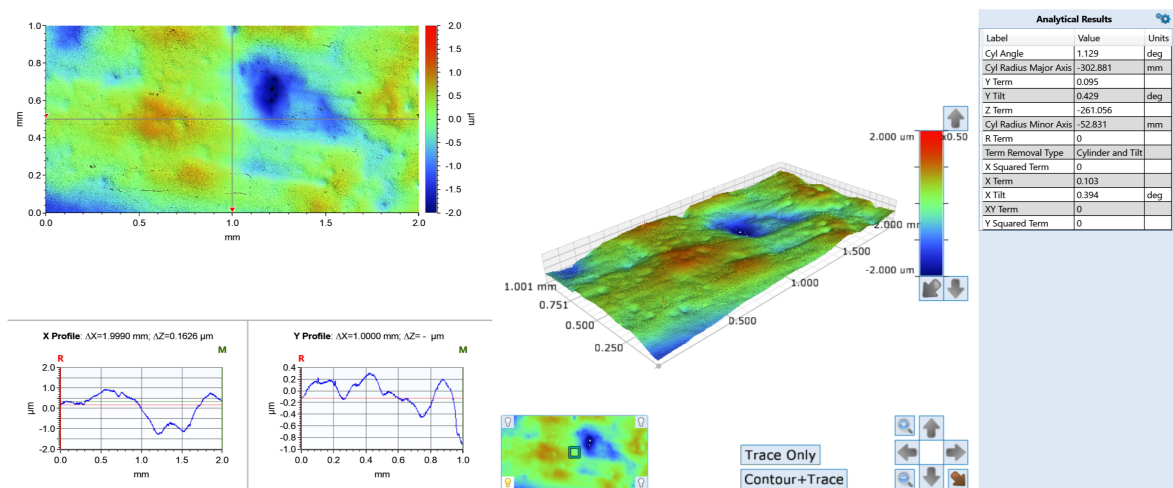 1.0
0.8
0.6
0.4
0.2
0.0
mm
0.0 0.5 1.0 1.5 2.0
mm
2.0
1.5
1.0
0.5
0.0
-0.5
-1.0
-1.5
-2.0
µm
X Profile: ΔX=1.9990 mm; ΔZ=0.1626 µm
R M
2.0
1.0
0.0
-1.0
-2.0
µm
0.0 0.5 1.0 1.5 2.0
mm
Y Profile: ΔX=1.0000 mm; ΔZ= - µm
R M
0.4
0.2
-0.0
-0.2
-0.4
-0.6
-0.8
-1.0
µm
0.0 0.2 0.4 0.6 0.8 1.0
mm
2.000 um x0.50
2.000 m
-2.000 um
1.500
1.000
0.500
1.001 mm
0.751
0.500
0.250
Trace Only
Contour+Trace
Analytical Results
Label Value Units
Cyl Angle 1.129 deg
Cyl Radius Major Axis -302.881 mm
Y Term 0.095
Y Tilt 0.429 deg
Z Term -261.056
Cyl Radius Minor Axis -52.831 mm
R Term 0
Term Removal Type Cylinder and Tilt
X Squared Term 0
X Term 0.103
X Tilt 0.394 deg
XY Term 0
Y Squared Term 0